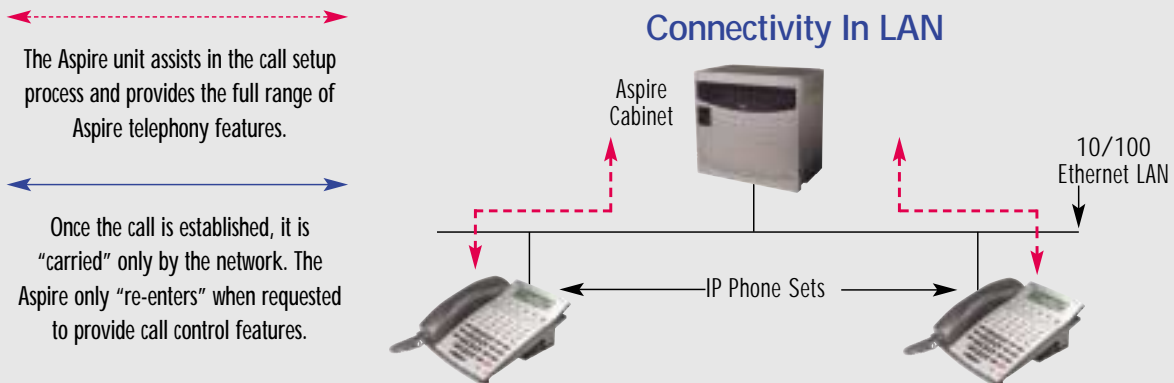 The Aspire unit assists in the call setup
process and provides the full range of
Aspire telephony features.
Once the call is established, it is
“carried” only by the network. The
Aspire only “re-enters” when requested
to provide call control features.
Connectivity In LAN
Aspire
Cabinet
10/100
Ethernet LAN
IP Phone Sets